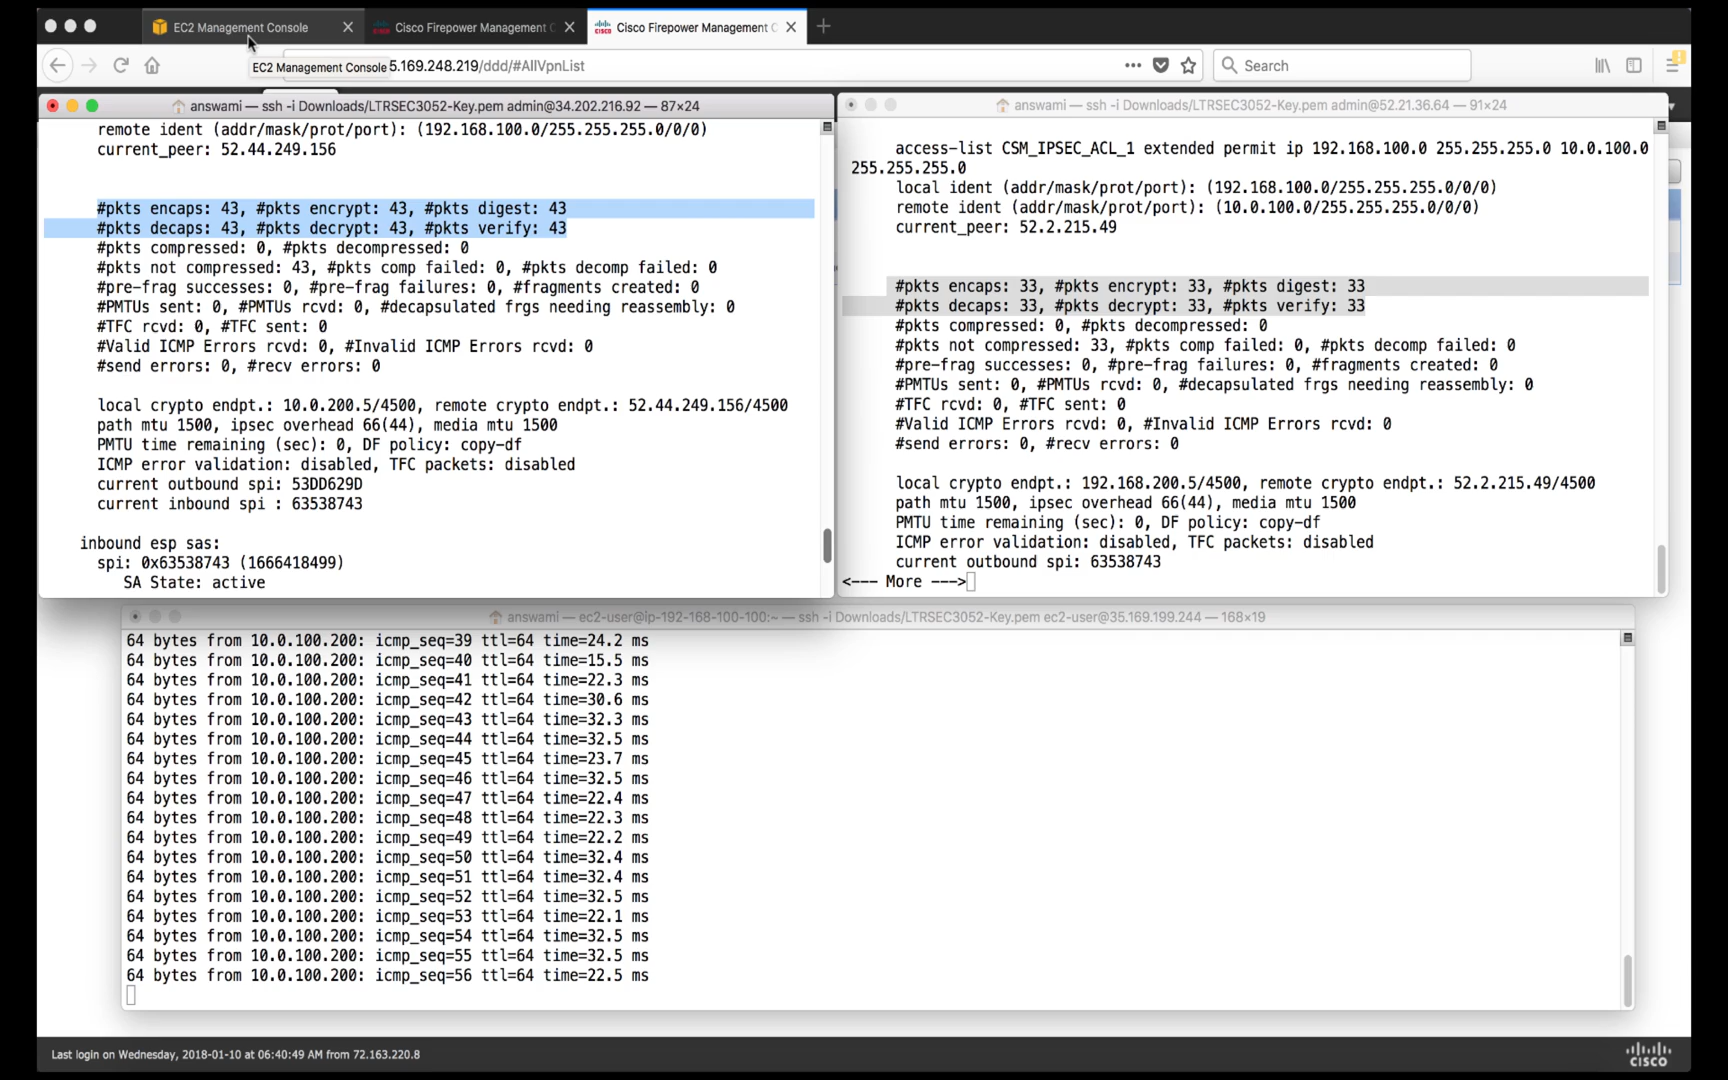 EC2 Management Console
Cisco Firepower Management C
Cisco Firepower Management C
EC2 Management Console
5.169.248.219/ddd/#AllVpnList
Search
answami — ssh -i Downloads/LTRSEC3052-Key.pem admin@34.202.216.92 — 87×24
remote ident (addr/mask/prot/port): (192.168.100.0/255.255.255.0/0/0)
current_peer: 52.44.249.156
#pkts encaps: 43, #pkts encrypt: 43, #pkts digest: 43
#pkts decaps: 43, #pkts decrypt: 43, #pkts verify: 43
#pkts compressed: 0, #pkts decompressed: 0
#pkts not compressed: 43, #pkts comp failed: 0, #pkts decomp failed: 0
#pre-frag successes: 0, #pre-frag failures: 0, #fragments created: 0
#PMTUs sent: 0, #PMTUs rcvd: 0, #decapsulated frgs needing reassembly: 0
#TFC rcvd: 0, #TFC sent: 0
#Valid ICMP Errors rcvd: 0, #Invalid ICMP Errors rcvd: 0
#send errors: 0, #recv errors: 0
local crypto endpt.: 10.0.200.5/4500, remote crypto endpt.: 52.44.249.156/4500
path mtu 1500, ipsec overhead 66(44), media mtu 1500
PMTU time remaining (sec): 0, DF policy: copy-df
ICMP error validation: disabled, TFC packets: disabled
current outbound spi: 53DD629D
current inbound spi : 63538743
inbound esp sas:
spi: 0x63538743 (1666418499)
SA State: active
answami — ssh -i Downloads/LTRSEC3052-Key.pem admin@52.21.36.64 — 91×24
access-list CSM_IPSEC_ACL_1 extended permit ip 192.168.100.0 255.255.255.0 10.0.100.0
255.255.255.0
local ident (addr/mask/prot/port): (192.168.100.0/255.255.255.0/0/0)
remote ident (addr/mask/prot/port): (10.0.100.0/255.255.255.0/0/0)
current_peer: 52.2.215.49
#pkts encaps: 33, #pkts encrypt: 33, #pkts digest: 33
#pkts decaps: 33, #pkts decrypt: 33, #pkts verify: 33
#pkts compressed: 0, #pkts decompressed: 0
#pkts not compressed: 33, #pkts comp failed: 0, #pkts decomp failed: 0
#pre-frag successes: 0, #pre-frag failures: 0, #fragments created: 0
#PMTUs sent: 0, #PMTUs rcvd: 0, #decapsulated frgs needing reassembly: 0
#TFC rcvd: 0, #TFC sent: 0
#Valid ICMP Errors rcvd: 0, #Invalid ICMP Errors rcvd: 0
#send errors: 0, #recv errors: 0
local crypto endpt.: 192.168.200.5/4500, remote crypto endpt.: 52.2.215.49/4500
path mtu 1500, ipsec overhead 66(44), media mtu 1500
PMTU time remaining (sec): 0, DF policy: copy-df
ICMP error validation: disabled, TFC packets: disabled
current outbound spi: 63538743
<--- More --->
answami — ec2-user@ip-192-168-100-100:~ — ssh -i Downloads/LTRSEC3052-Key.pem ec2-user@35.169.199.244 — 168×19
64 bytes from 10.0.100.200: icmp_seq=39 ttl=64 time=24.2 ms
64 bytes from 10.0.100.200: icmp_seq=40 ttl=64 time=15.5 ms
64 bytes from 10.0.100.200: icmp_seq=41 ttl=64 time=22.3 ms
64 bytes from 10.0.100.200: icmp_seq=42 ttl=64 time=30.6 ms
64 bytes from 10.0.100.200: icmp_seq=43 ttl=64 time=32.3 ms
64 bytes from 10.0.100.200: icmp_seq=44 ttl=64 time=32.5 ms
64 bytes from 10.0.100.200: icmp_seq=45 ttl=64 time=23.7 ms
64 bytes from 10.0.100.200: icmp_seq=46 ttl=64 time=32.5 ms
64 bytes from 10.0.100.200: icmp_seq=47 ttl=64 time=22.4 ms
64 bytes from 10.0.100.200: icmp_seq=48 ttl=64 time=22.3 ms
64 bytes from 10.0.100.200: icmp_seq=49 ttl=64 time=22.2 ms
64 bytes from 10.0.100.200: icmp_seq=50 ttl=64 time=32.4 ms
64 bytes from 10.0.100.200: icmp_seq=51 ttl=64 time=32.4 ms
64 bytes from 10.0.100.200: icmp_seq=52 ttl=64 time=32.5 ms
64 bytes from 10.0.100.200: icmp_seq=53 ttl=64 time=22.1 ms
64 bytes from 10.0.100.200: icmp_seq=54 ttl=64 time=32.5 ms
64 bytes from 10.0.100.200: icmp_seq=55 ttl=64 time=32.5 ms
64 bytes from 10.0.100.200: icmp_seq=56 ttl=64 time=22.5 ms
Last login on Wednesday, 2018-01-10 at 06:40:49 AM from 72.163.220.8
CISCO